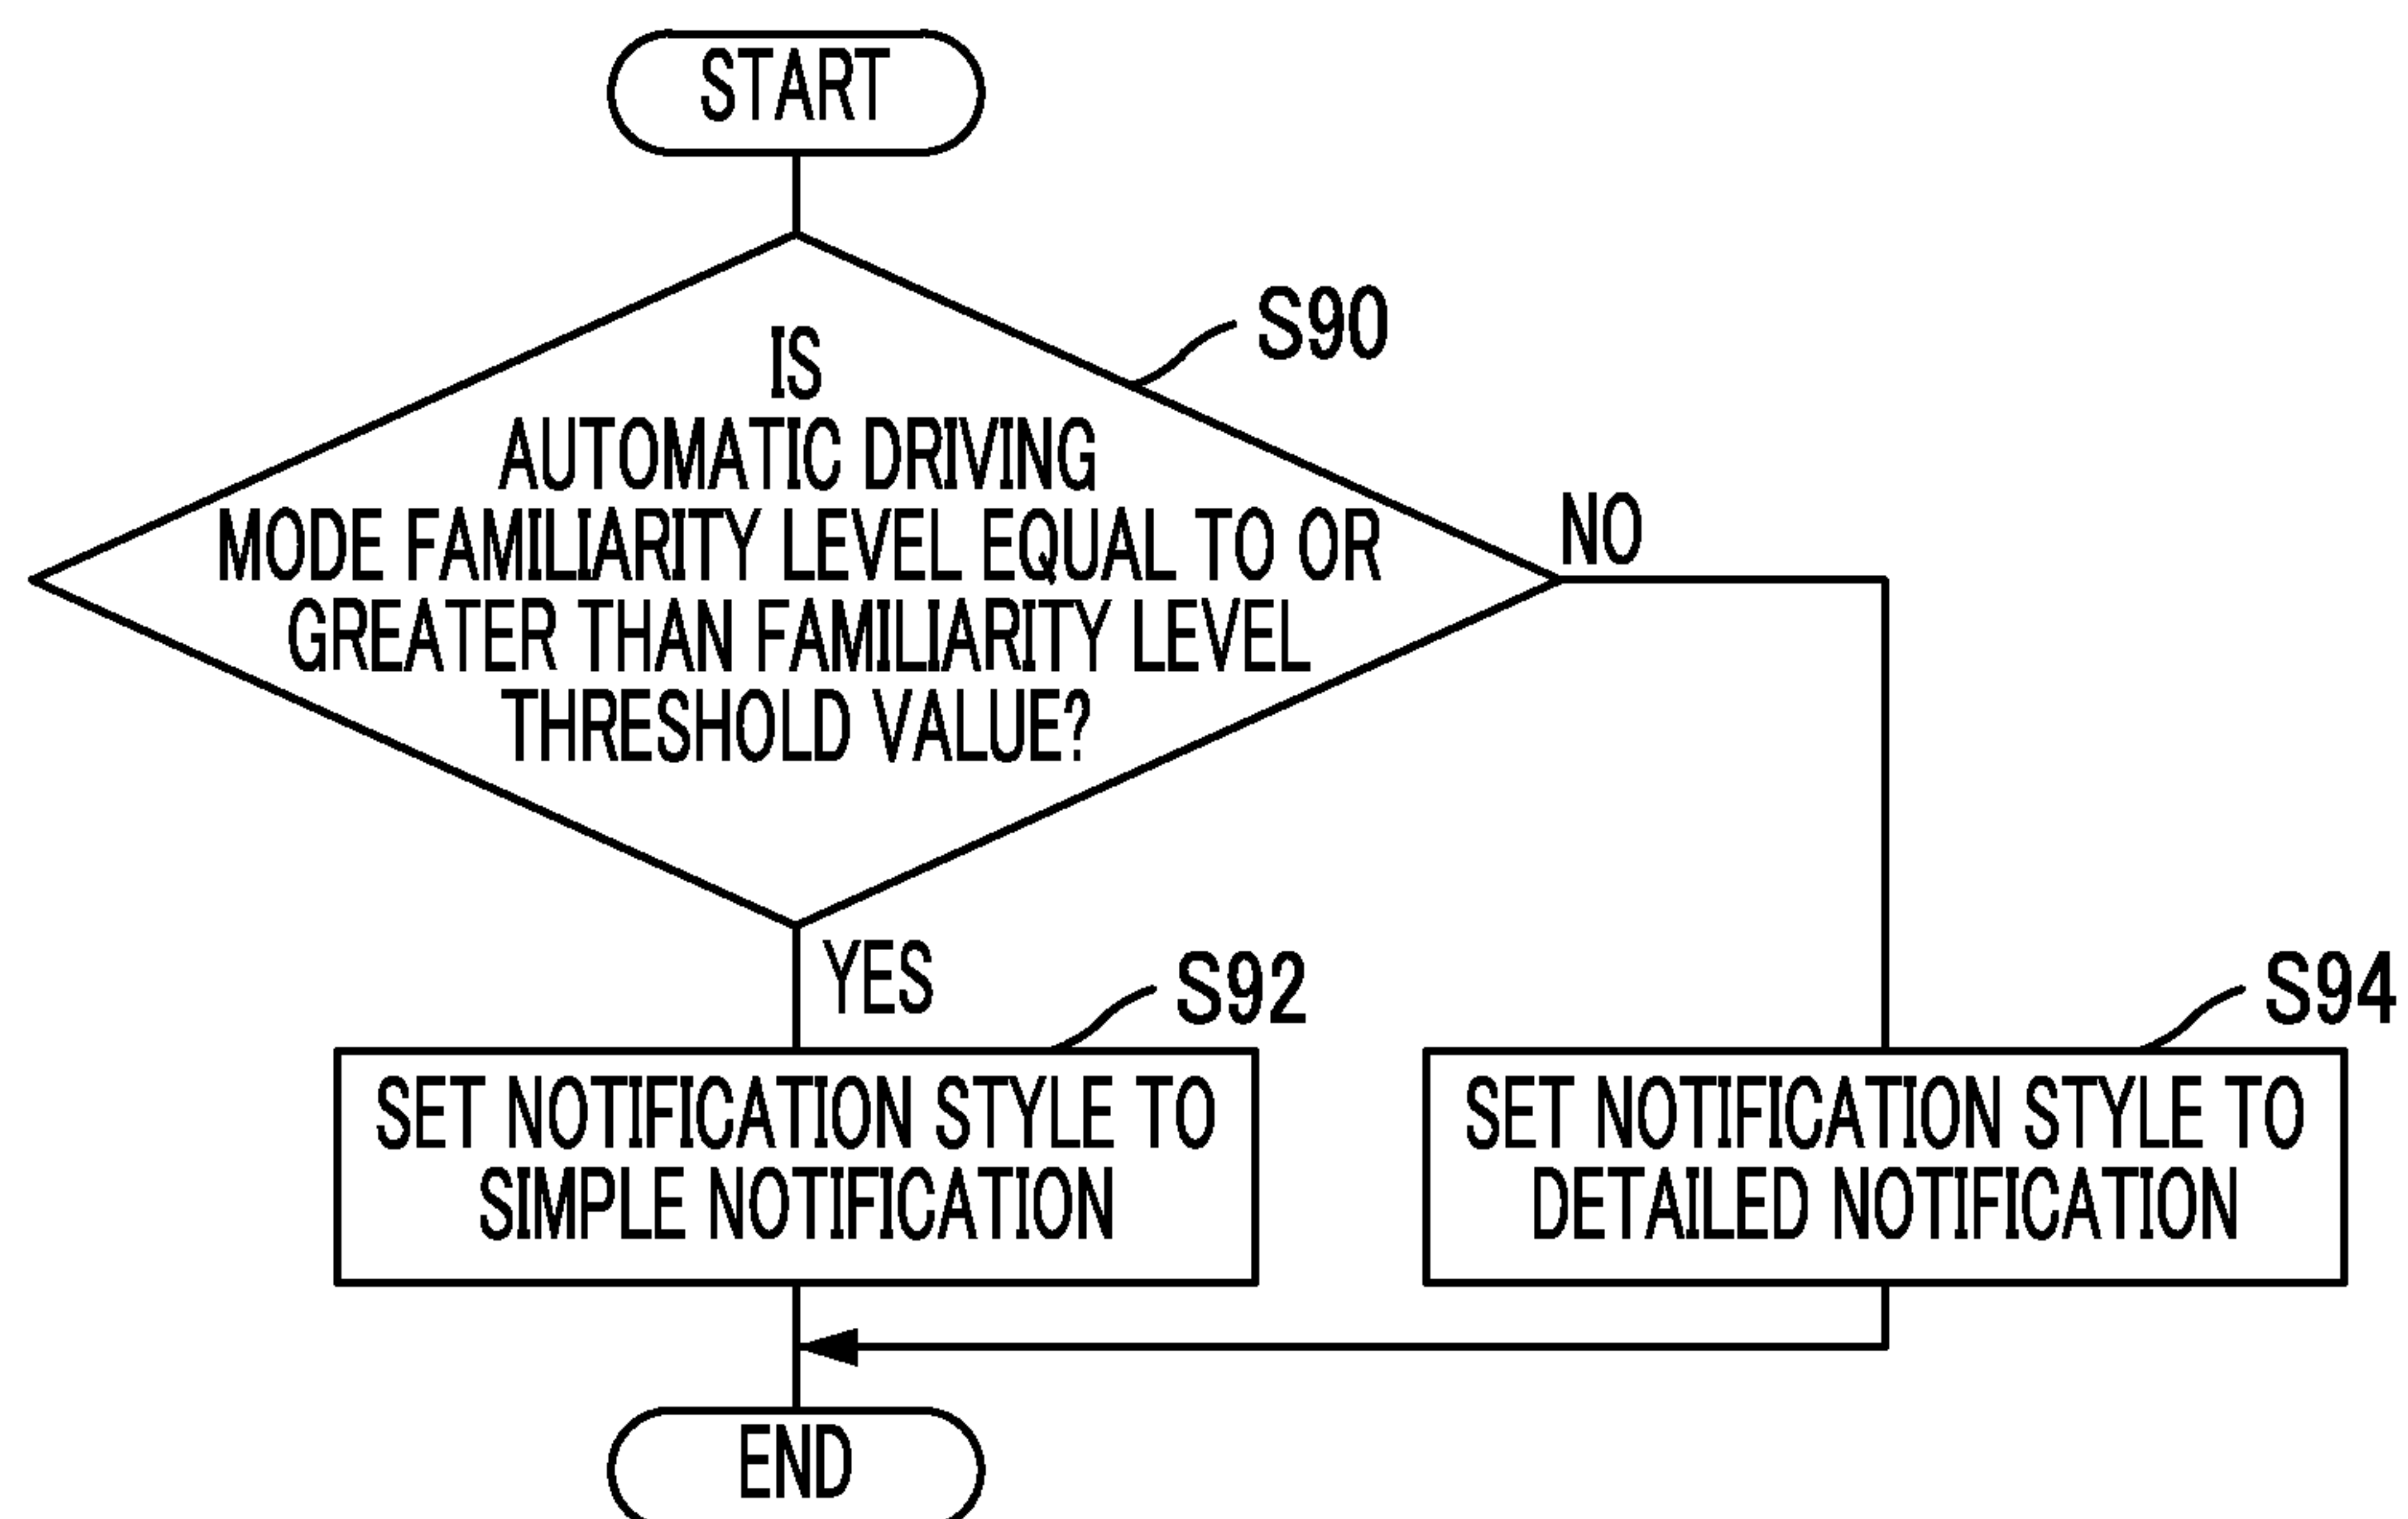 START
S90
IS
AUTOMATIC DRIVING
MODE FAMILIARITY LEVEL EQUAL TO OR
GREATER THAN FAMILIARITY LEVEL
THRESHOLD VALUE?
NO
YES
S92
SET NOTIFICATION STYLE TO
SIMPLE NOTIFICATION
S94
SET NOTIFICATION STYLE TO
DETAILED NOTIFICATION
END